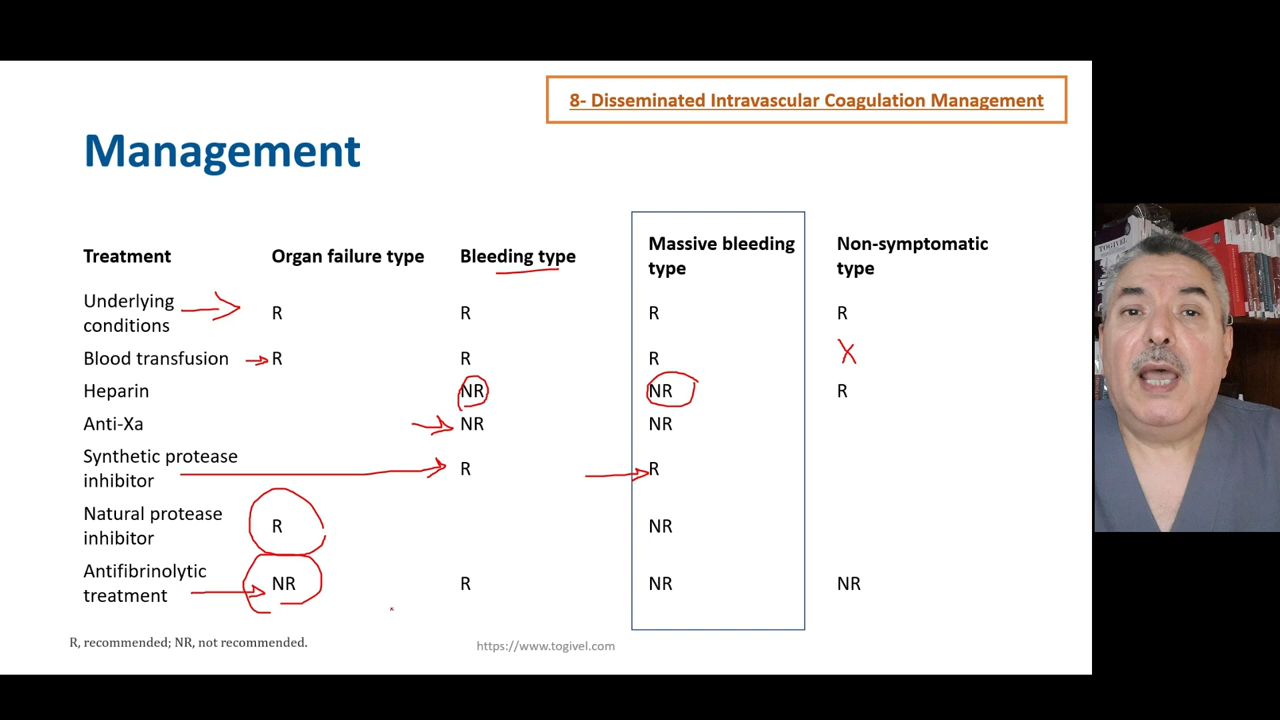 8- Disseminated Intravascular Coagulation Management
Management
Treatment Organ failure type Bleeding type Massive bleeding type Non-symptomatic type
Underlying conditions R R R R
Blood transfusion R R R X
Heparin NR NR R
Anti-Xa NR NR
Synthetic protease inhibitor R R
Natural protease inhibitor R NR
Antifibrinolytic treatment NR R NR NR
R, recommended; NR, not recommended.
https://www.togivel.com
TOGIVEL